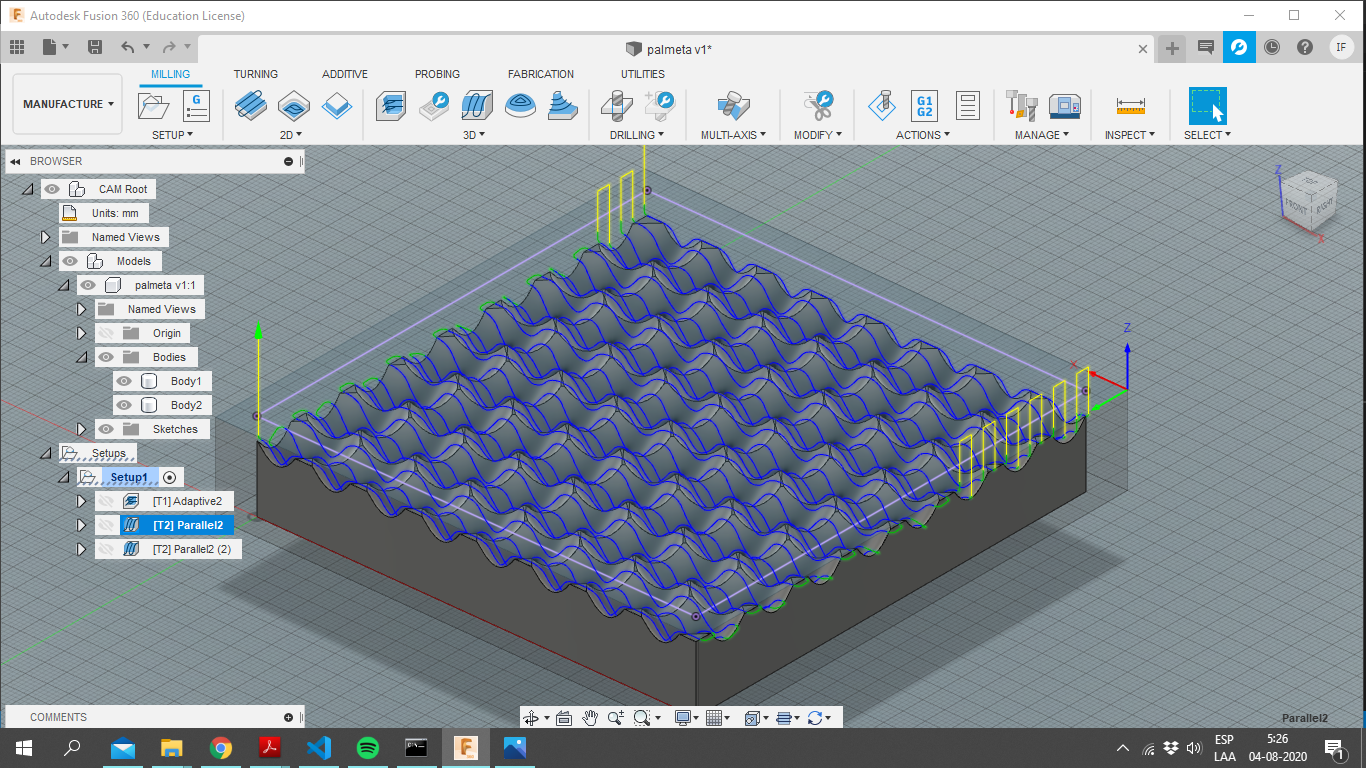 Autodesk Fusion 360 (Education License)
palmeta v1*
IF
MILLING TURNING ADDITIVE PROBING FABRICATION UTILITIES
MANUFACTURE
G
G1
G2
SETUP 2D 3D DRILLING MULTI-AXIS MODIFY ACTIONS MANAGE INSPECT SELECT
BROWSER
CAM Root
Units: mm
Named Views
Models
palmeta v1:1
Named Views
Origin
Bodies
Body1
Body2
Sketches
Setups
Setup1
[T1] Adaptive2
[T2] Parallel2
[T2] Parallel2 (2)
Z
FRONT
RIGHT
X
Z
X
COMMENTS
Parallel2
ESP
LAA
5:26
04-08-2020
1